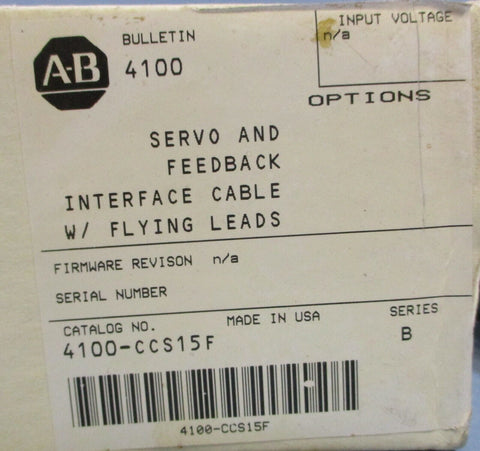 A-B
BULLETIN
4100
INPUT VOLTAGE
n/a
OPTIONS
SERVO AND
FEEDBACK
INTERFACE CABLE
W/ FLYING LEADS
FIRMWARE REVISON n/a
SERIAL NUMBER
CATALOG NO. MADE IN USA SERIES
4100-CCS15F B
4100-CCS15F